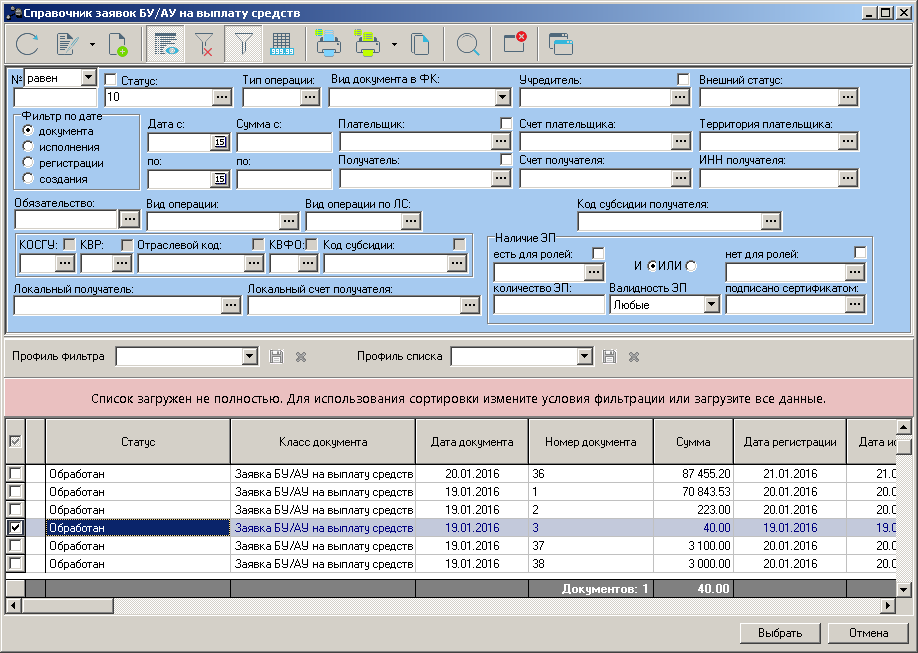 Справочник заявок БУ/АУ на выплату средств
№ равен Статус: Тип операции: Вид документа в ФК: Учредитель: Внешний статус:
10
Фильтр по дате
документа
исполнения
регистрации
создания
Дата с: Сумма с: Плательщик: Счет плательщика: Территория плательщика:
15
по: по: Получатель: Счет получателя: ИНН получателя:
15
Обязательство: Вид операции: Вид операции по ЛС: Код субсидии получателя:
КОСГУ: КВР: Отраслевой код: КВФО: Код субсидии:
Наличие ЭП
есть для ролей: И ИЛИ нет для ролей:
количество ЭП: Валидность ЭП подписано сертификатом:
Любые
Локальный получатель: Локальный счет получателя:
Профиль фильтра Профиль списка
Список загружен не полностью. Для использования сортировки измените условия фильтрации или загрузите все данные.
Статус Класс документа Дата документа Номер документа Сумма Дата регистрации Дата ис
Обработан Заявка БУ/АУ на выплату средств 20.01.2016 36 87 455.20 21.01.2016 21.0
Обработан Заявка БУ/АУ на выплату средств 19.01.2016 1 70 843.53 20.01.2016 20.0
Обработан Заявка БУ/АУ на выплату средств 19.01.2016 2 223.00 20.01.2016 20.0
Обработан Заявка БУ/АУ на выплату средств 19.01.2016 3 40.00 19.01.2016 19.0
Обработан Заявка БУ/АУ на выплату средств 19.01.2016 37 3 100.00 20.01.2016 20.0
Обработан Заявка БУ/АУ на выплату средств 19.01.2016 38 3 000.00 20.01.2016 20.0
Документов: 1 40.00
Выбрать Отмена